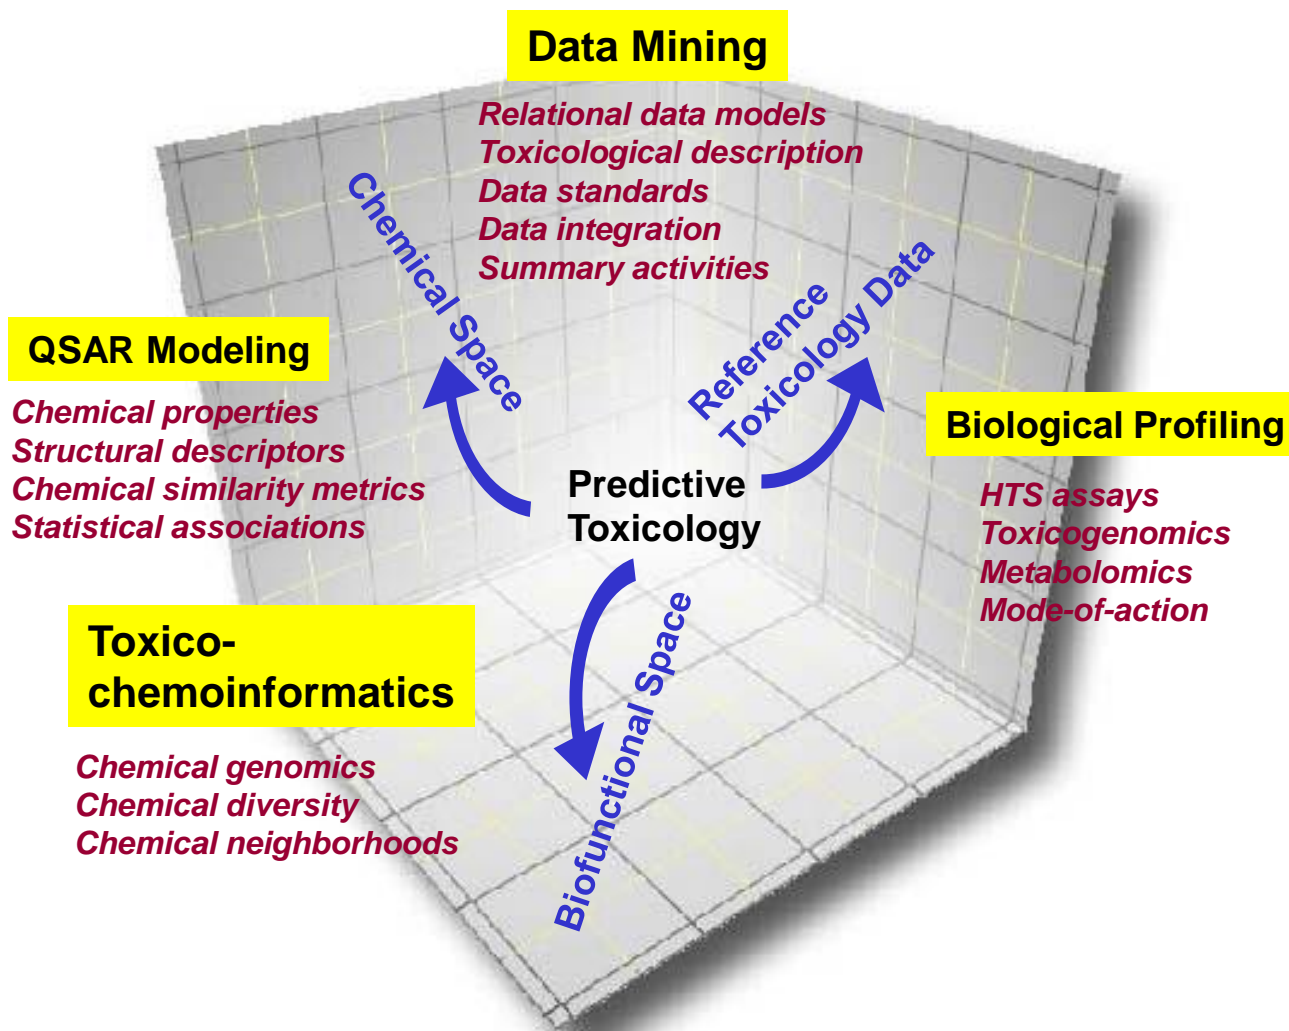 Data Mining
Relational data models
Toxicological description
Data standards
Data integration
Summary activities
Chemical Space
Reference
Toxicology Data
QSAR Modeling
Chemical properties
Structural descriptors
Chemical similarity metrics
Statistical associations
Biological Profiling
HTS assays
Toxicogenomics
Metabolomics
Mode-of-action
Predictive
Toxicology
Biofunctional Space
Toxico-
chemoinformatics
Chemical genomics
Chemical diversity
Chemical neighborhoods